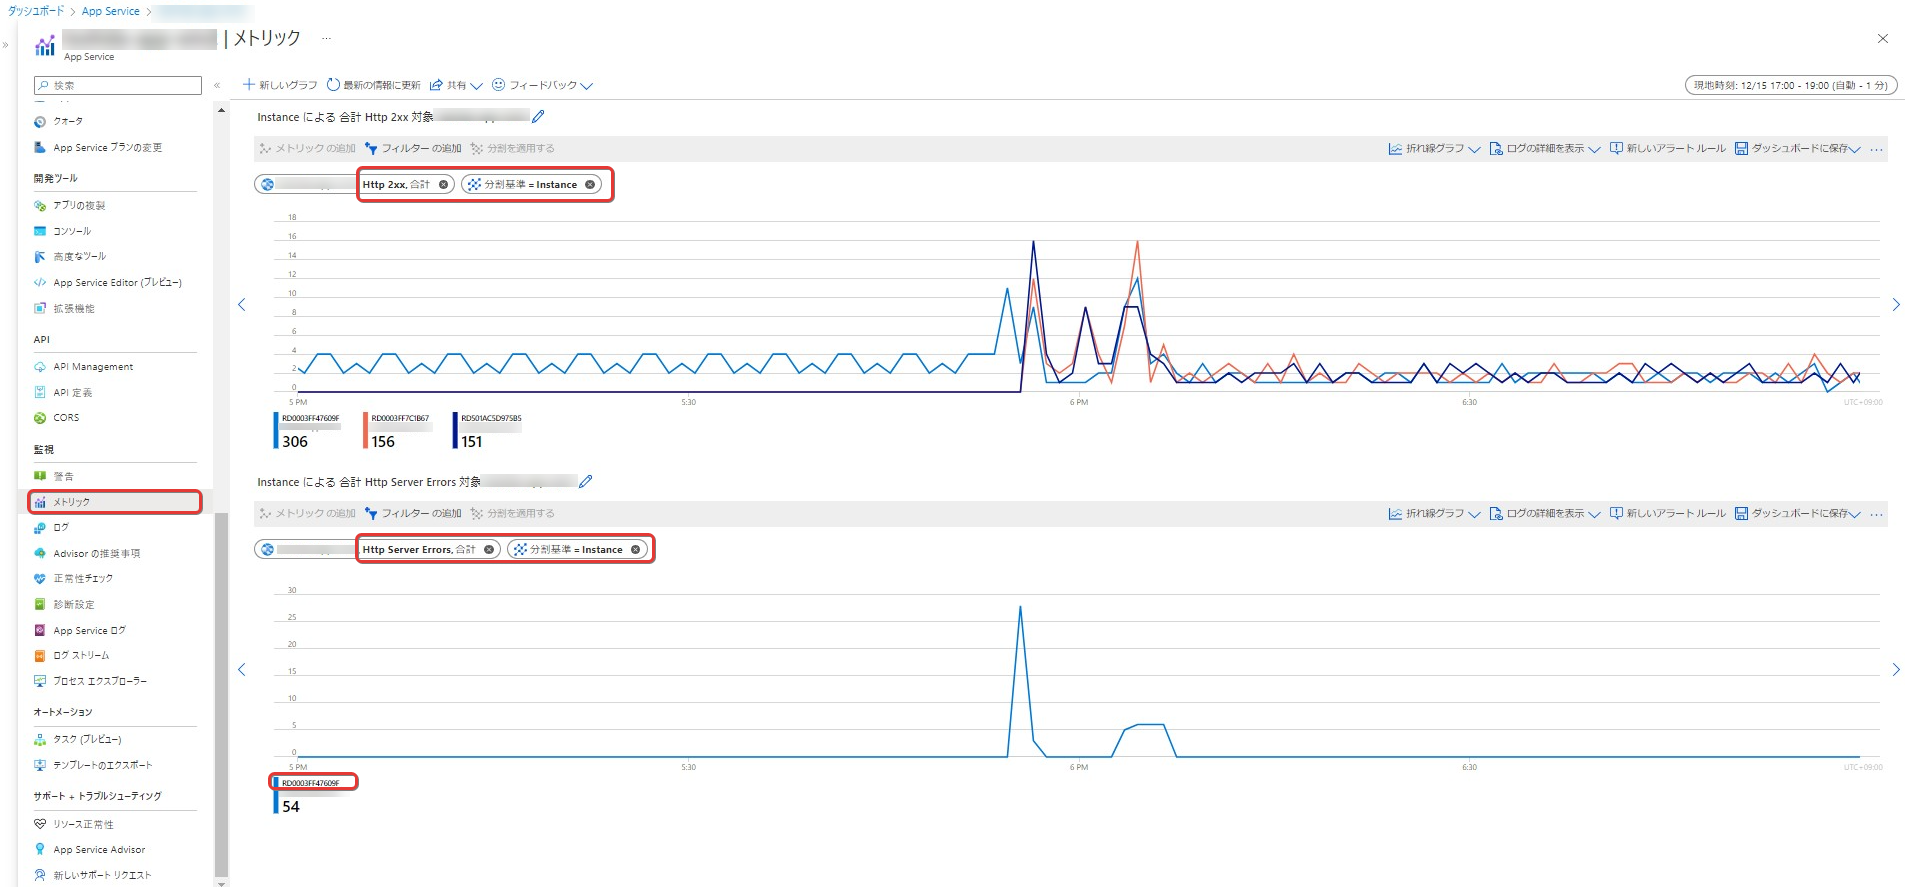 ダッシュボード > App Service >
| メトリック ...
App Service
検索
クオータ
App Service プランの変更
開発ツール
アプリの複製
コンソール
高度なツール
App Service Editor (プレビュー)
拡張機能
API
API Management
API 定義
CORS
監視
警告
メトリック
ログ
Advisor の推奨事項
正常性チェック
診断設定
App Service ログ
ログ ストリーム
プロセス エクスプローラー
オートメーション
タスク (プレビュー)
テンプレートのエクスポート
サポート + トラブルシューティング
リソース正常性
App Service Advisor
新しいサポート リクエスト
新しいグラフ 最新の情報に更新 共有 フィードバック
現地時刻: 12/15 17:00 - 19:00 (自動 - 1 分)
Instance による 合計 Http 2xx 対象
メトリック の追加 フィルター の追加 分割を適用する 折れ線グラフ ログの詳細を表示 新しいアラート ルール ダッシュボードに保存 ...
Http 2xx, 合計 分割基準 = Instance
18
16
14
12
10
8
6
4
2
0
5 PM 5:30 6 PM 6:30 UTC+09:00
RD0003FF47609F RD0003FF7C1B67 RD501AC5D975B5
306 156 151
Instance による 合計 Http Server Errors 対象
メトリック の追加 フィルター の追加 分割を適用する 折れ線グラフ ログの詳細を表示 新しいアラート ルール ダッシュボードに保存 ...
Http Server Errors, 合計 分割基準 = Instance
30
25
20
15
10
5
0
5 PM 5:30 6 PM 6:30 UTC+09:00
RD0003FF47609F
54